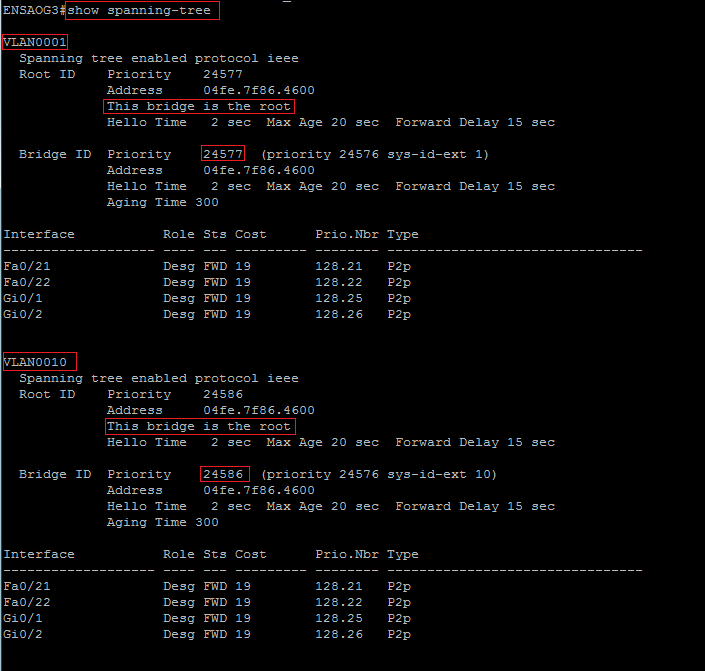 ENSAOG3#show spanning-tree
VLAN0001
  Spanning tree enabled protocol ieee
  Root ID    Priority    24577
             Address     04fe.7f86.4600
             This bridge is the root
             Hello Time   2 sec  Max Age 20 sec  Forward Delay 15 sec
  Bridge ID  Priority    24577  (priority 24576 sys-id-ext 1)
             Address     04fe.7f86.4600
             Hello Time   2 sec  Max Age 20 sec  Forward Delay 15 sec
             Aging Time 300
Interface           Role Sts Cost      Prio.Nbr Type
------------------- ---- --- --------- -------- --------------------------------
Fa0/21              Desg FWD 19        128.21   P2p
Fa0/22              Desg FWD 19        128.22   P2p
Gi0/1               Desg FWD 19        128.25   P2p
Gi0/2               Desg FWD 19        128.26   P2p
VLAN0010
  Spanning tree enabled protocol ieee
  Root ID    Priority    24586
             Address     04fe.7f86.4600
             This bridge is the root
             Hello Time   2 sec  Max Age 20 sec  Forward Delay 15 sec
  Bridge ID  Priority    24586  (priority 24576 sys-id-ext 10)
             Address     04fe.7f86.4600
             Hello Time   2 sec  Max Age 20 sec  Forward Delay 15 sec
             Aging Time 300
Interface           Role Sts Cost      Prio.Nbr Type
------------------- ---- --- --------- -------- --------------------------------
Fa0/21              Desg FWD 19        128.21   P2p
Fa0/22              Desg FWD 19        128.22   P2p
Gi0/1               Desg FWD 19        128.25   P2p
Gi0/2               Desg FWD 19        128.26   P2p